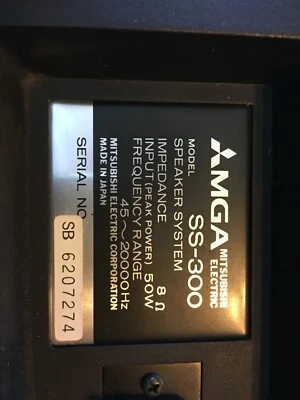 MGA MITSUBISHI ELECTRIC
MODEL SS-300
SPEAKER SYSTEM
IMPEDANCE 8 Ω
INPUT (PEAK POWER) 50W
FREQUENCY RANGE
45~20000Hz
MITSUBISHI ELECTRIC CORPORATION
MADE IN JAPAN
SERIAL NO. SB 6207274